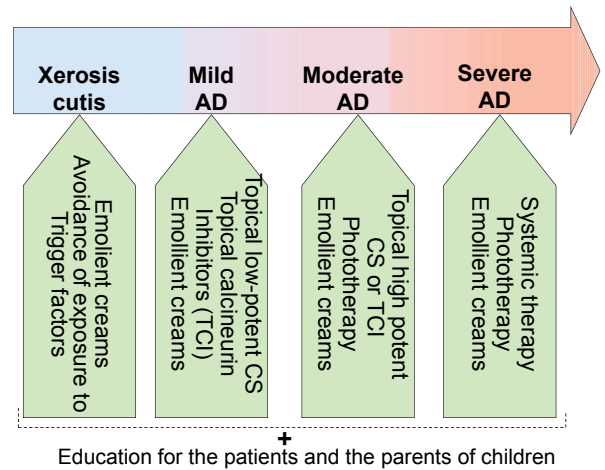 Xerosis
cutis
Mild
AD
Moderate
AD
Severe
AD
Emolient creams
Avoidance of exposure to
Trigger factors
Topical low-potent CS
Topical calcineurin
Inhibitors (TCI)
Emollient creams
Topical high potent
CS or TCI
Phototherapy
Emollient creams
Systemic therapy
Phototherapy
Emollient creams
+
Education for the patients and the parents of children